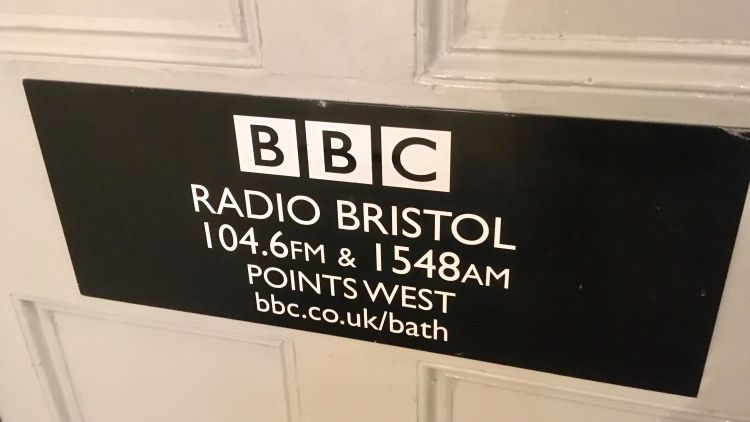 BBC
RADIO BRISTOL
104.6FM & 1548AM
POINTS WEST
bbc.co.uk/bath